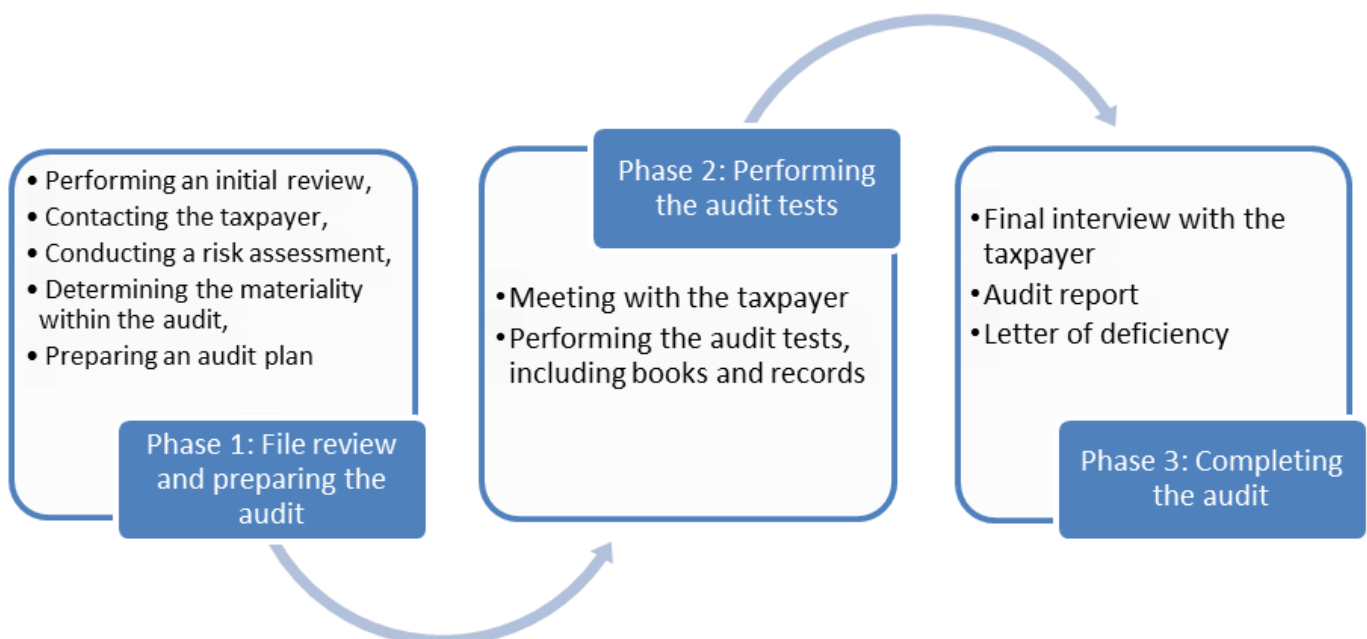 • Performing an initial review,
• Contacting the taxpayer,
• Conducting a risk assessment,
• Determining the materiality
within the audit,
• Preparing an audit plan
Phase 1: File review
and preparing the
audit
Phase 2: Performing
the audit tests
• Meeting with the taxpayer
• Performing the audit tests,
including books and records
• Final interview with the
taxpayer
• Audit report
• Letter of deficiency
Phase 3: Completing
the audit